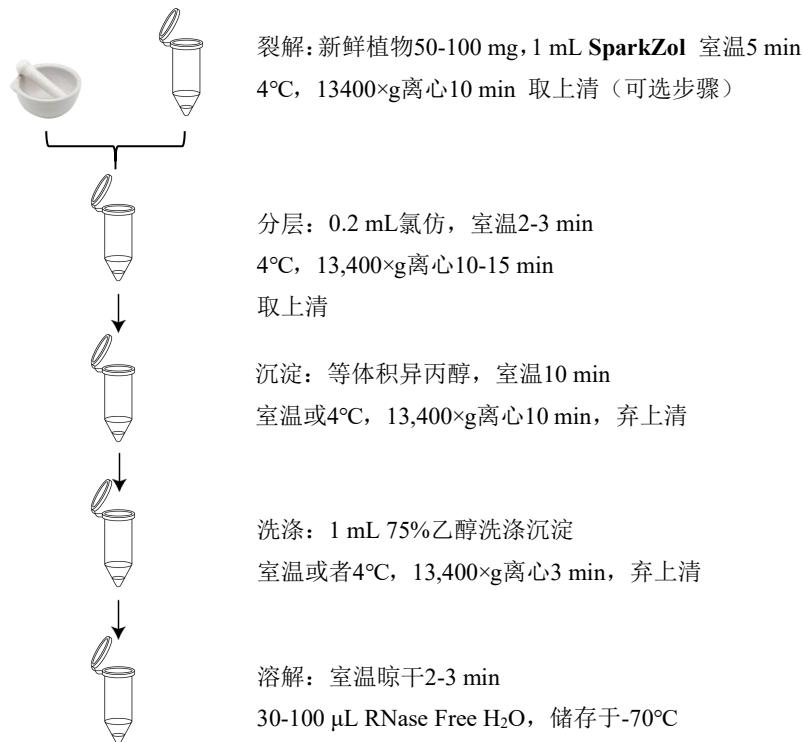 裂解：新鲜植物50-100 mg，1 mL SparkZol 室温5 min
4℃，13400×g离心10 min 取上清（可选步骤）
分层：0.2 mL氯仿，室温2-3 min
4℃，13,400×g离心10-15 min
取上清
沉淀：等体积异丙醇，室温10 min
室温或4℃，13,400×g离心10 min，弃上清
洗涤：1 mL 75%乙醇洗涤沉淀
室温或者4℃，13,400×g离心3 min，弃上清
溶解：室温晾干2-3 min
30-100 μL RNase Free H₂O，储存于-70℃